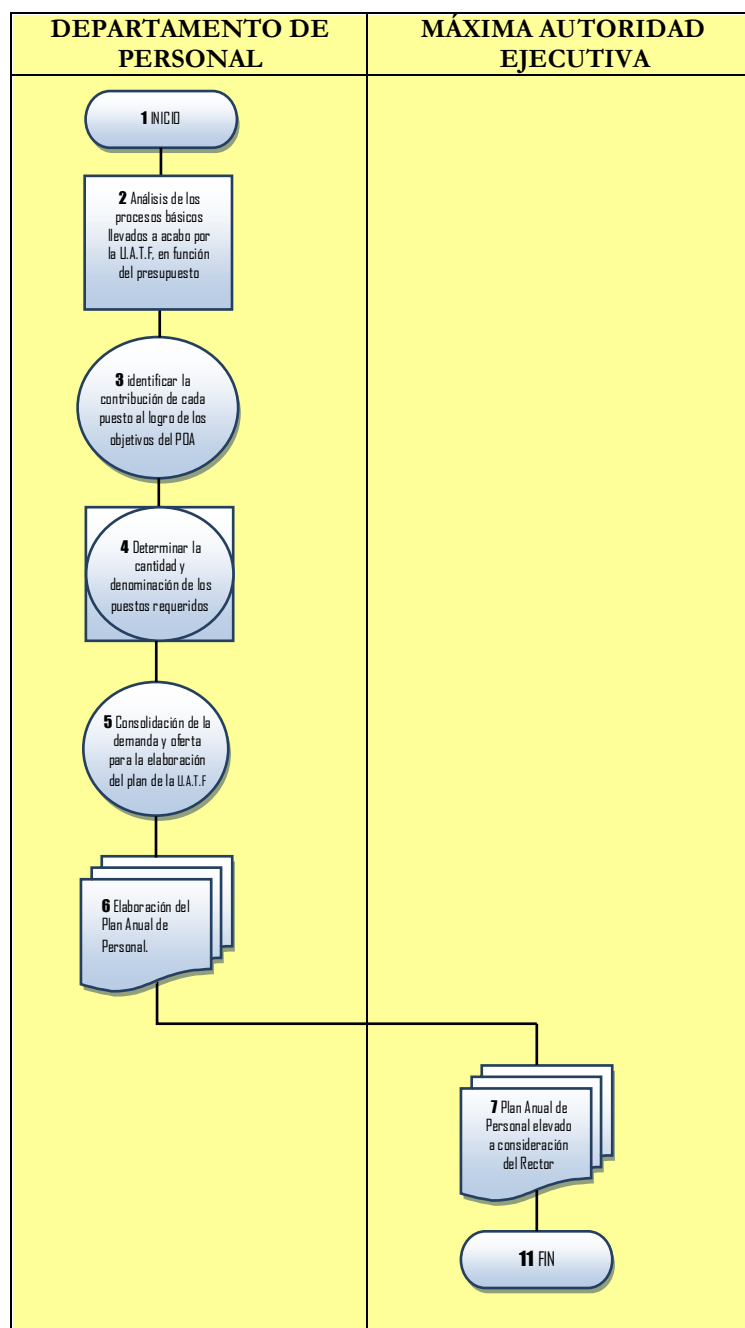 DEPARTAMENTO DE
PERSONAL
MÁXIMA AUTORIDAD
EJECUTIVA
1 INICIO
2 Análisis de los
procesos básicos
llevados a acabo por
la U.A.T.F, en función
del presupuesto
3 identificar la
contribución de cada
puesto al logro de los
objetivos del POA
4 Determinar la
cantidad y
denominación de los
puestos requeridos
5 Consolidación de la
demanda y oferta
para la elaboración
del plan de la U.A.T.F
6 Elaboración del
Plan Anual de
Personal.
7 Plan Anual de
Personal elevado
a consideración
del Rector
11 FIN